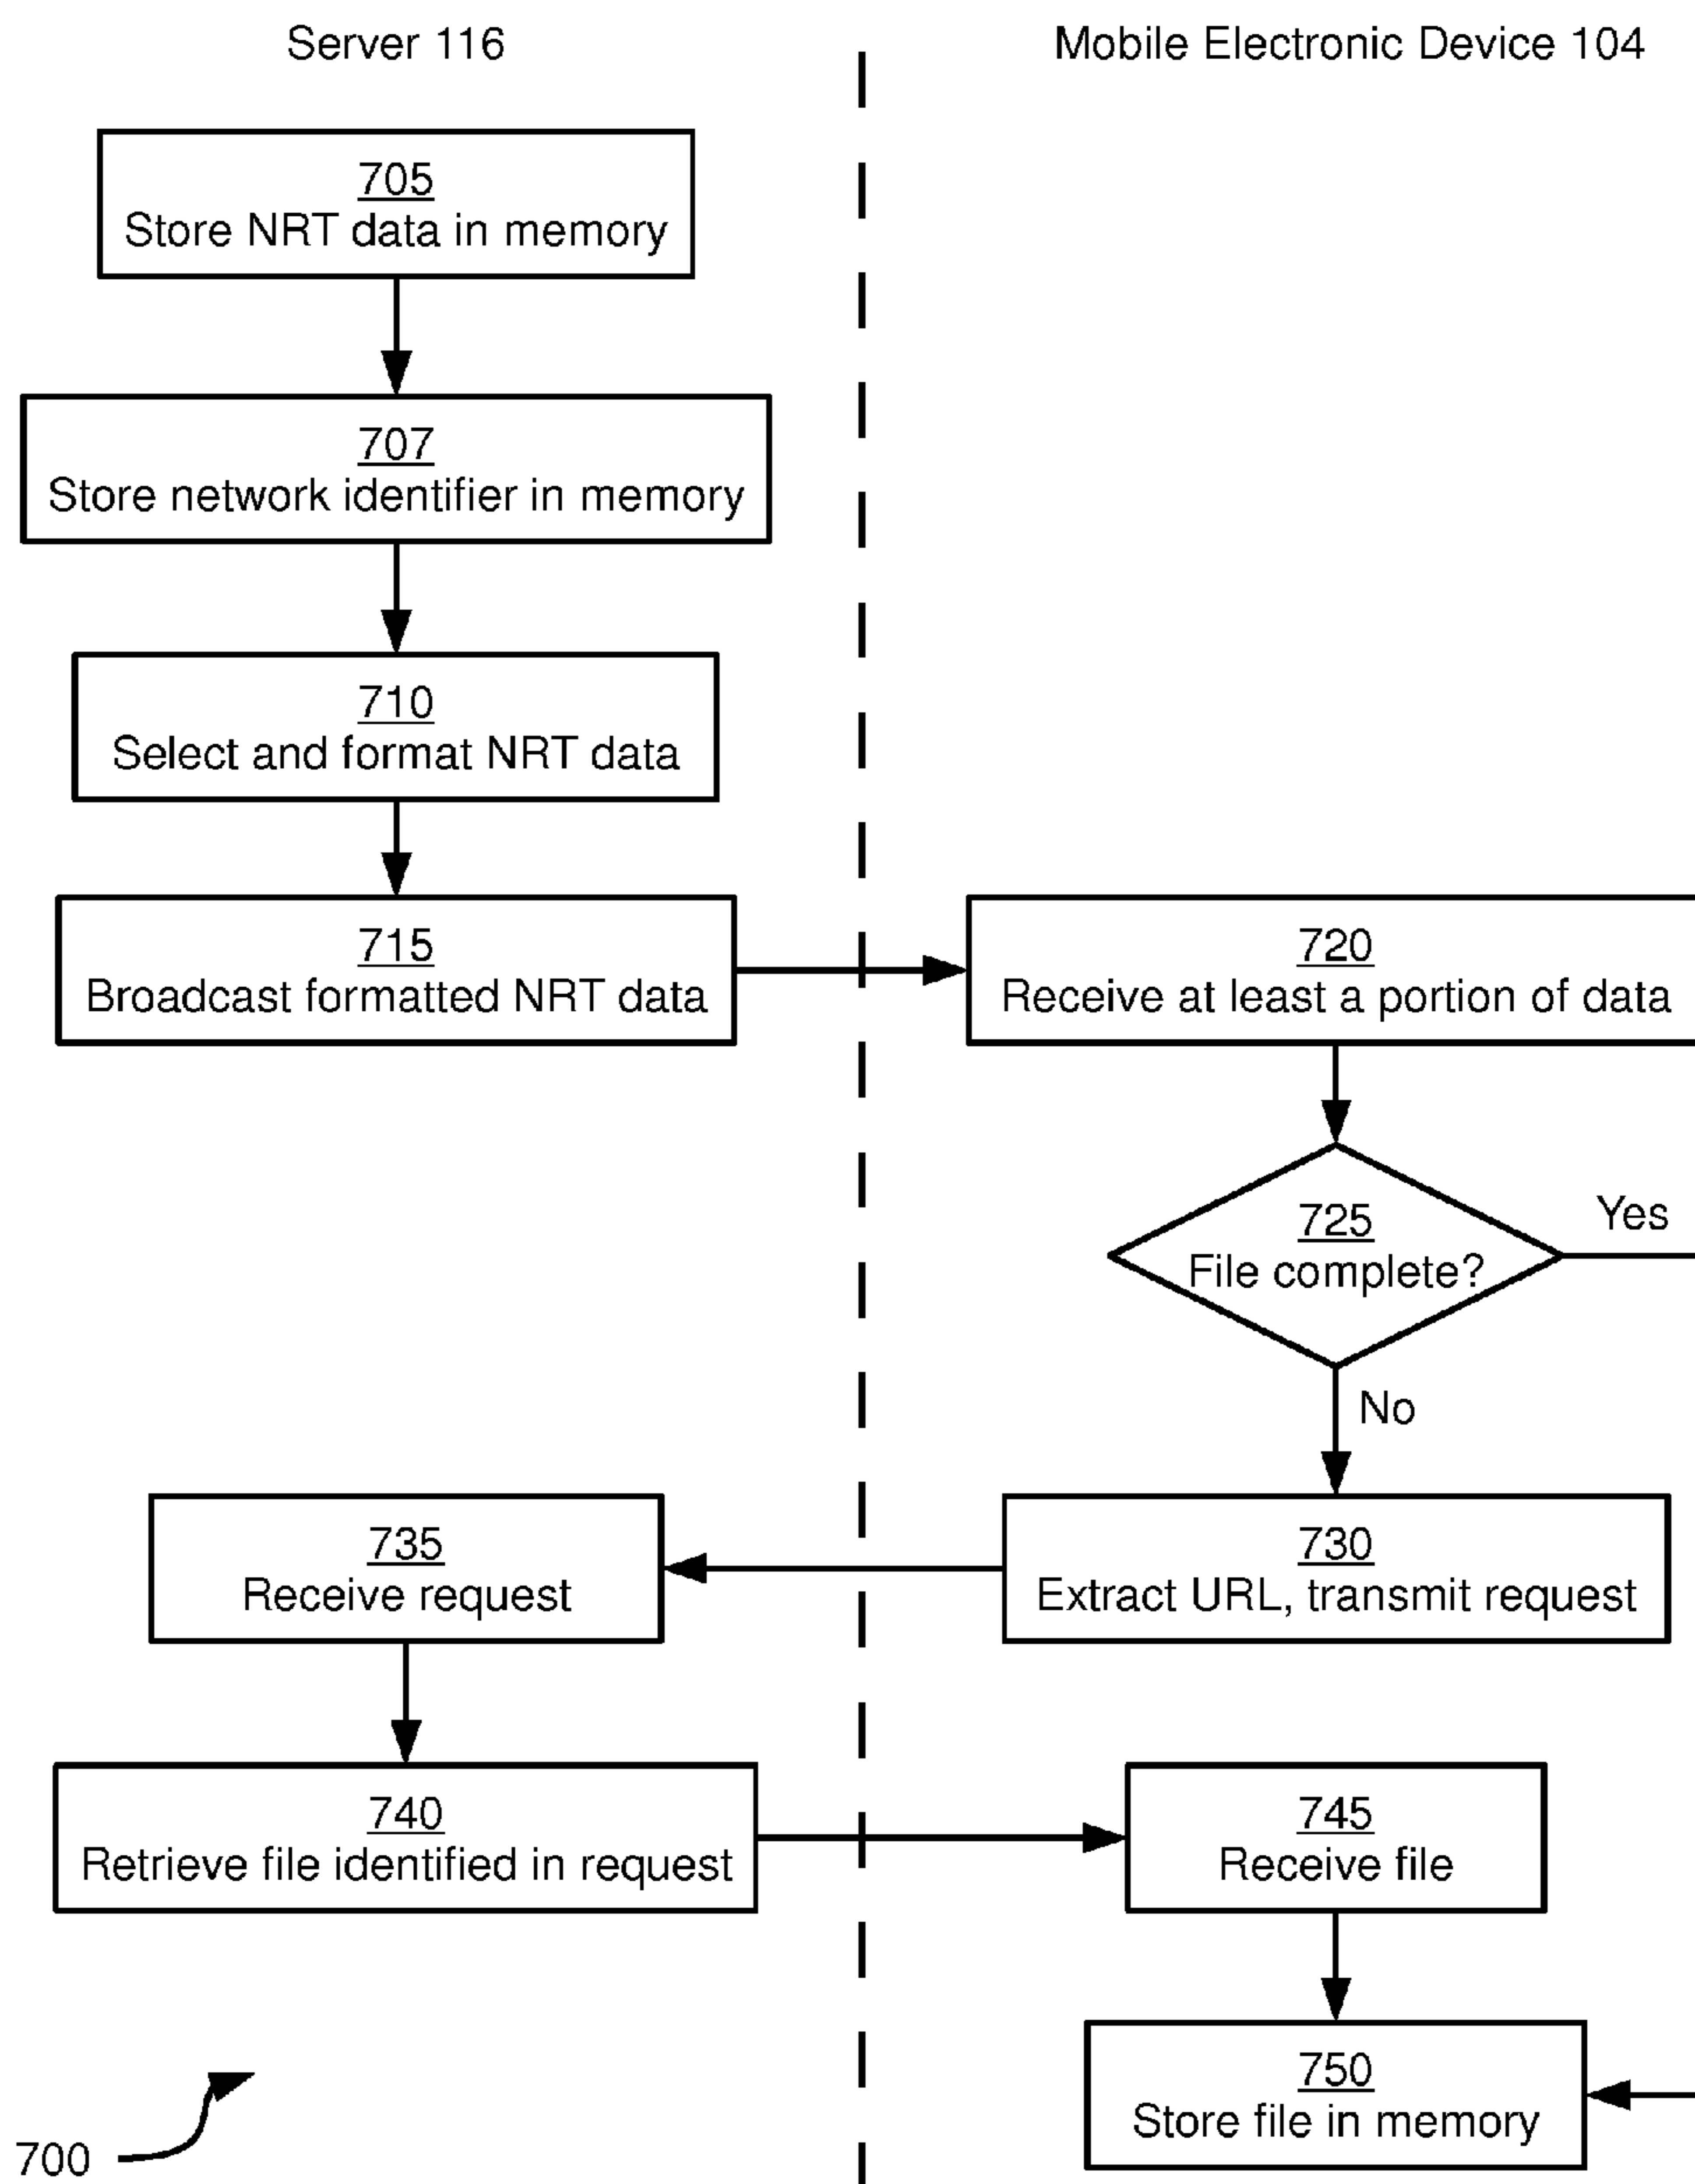 Server 116
Mobile Electronic Device 104
705
Store NRT data in memory
707
Store network identifier in memory
710
Select and format NRT data
715
Broadcast formatted NRT data
720
Receive at least a portion of data
725
File complete?
Yes
No
730
Extract URL, transmit request
735
Receive request
740
Retrieve file identified in request
745
Receive file
750
Store file in memory
700